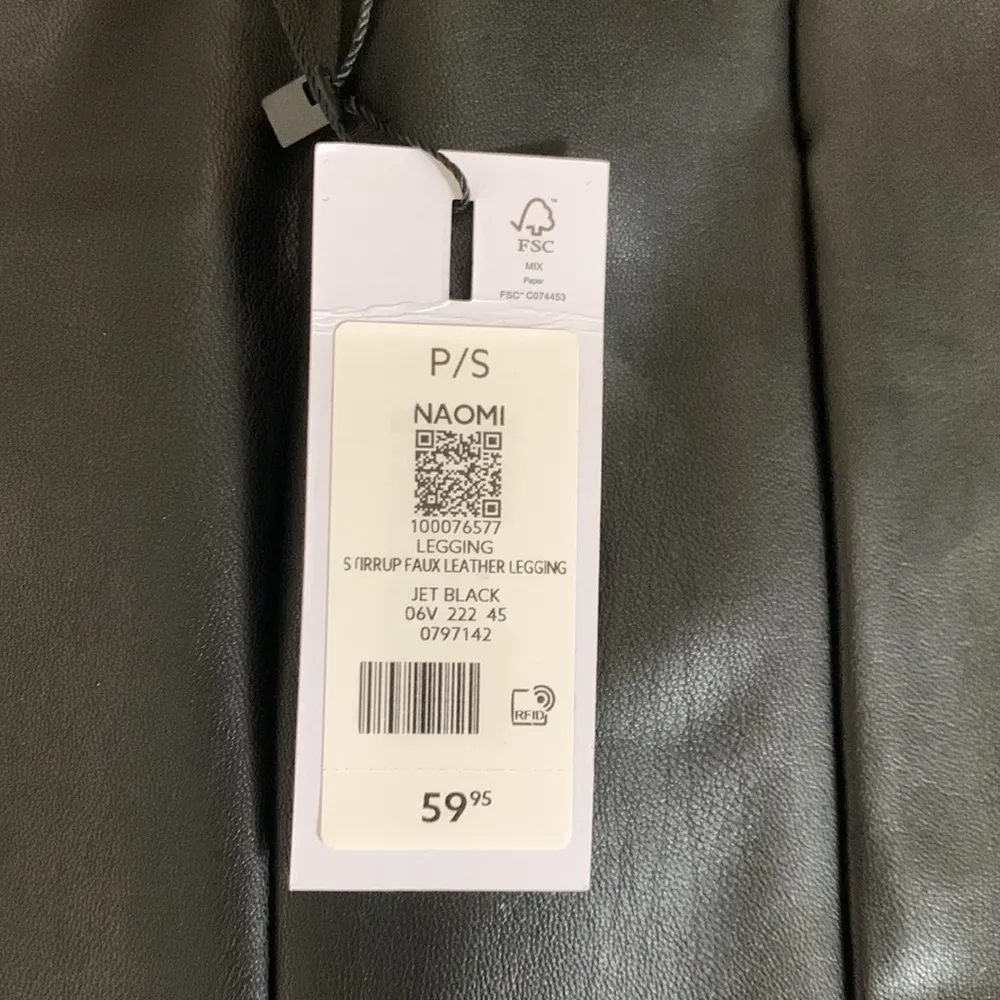 FSC™
MIX
Paper
FSC™ C074453
P/S
NAOMI
100076577
LEGGING
STIRRUP FAUX LEATHER LEGGING
JET BLACK
06V 222 45
0797142
RFID
59⁹⁵